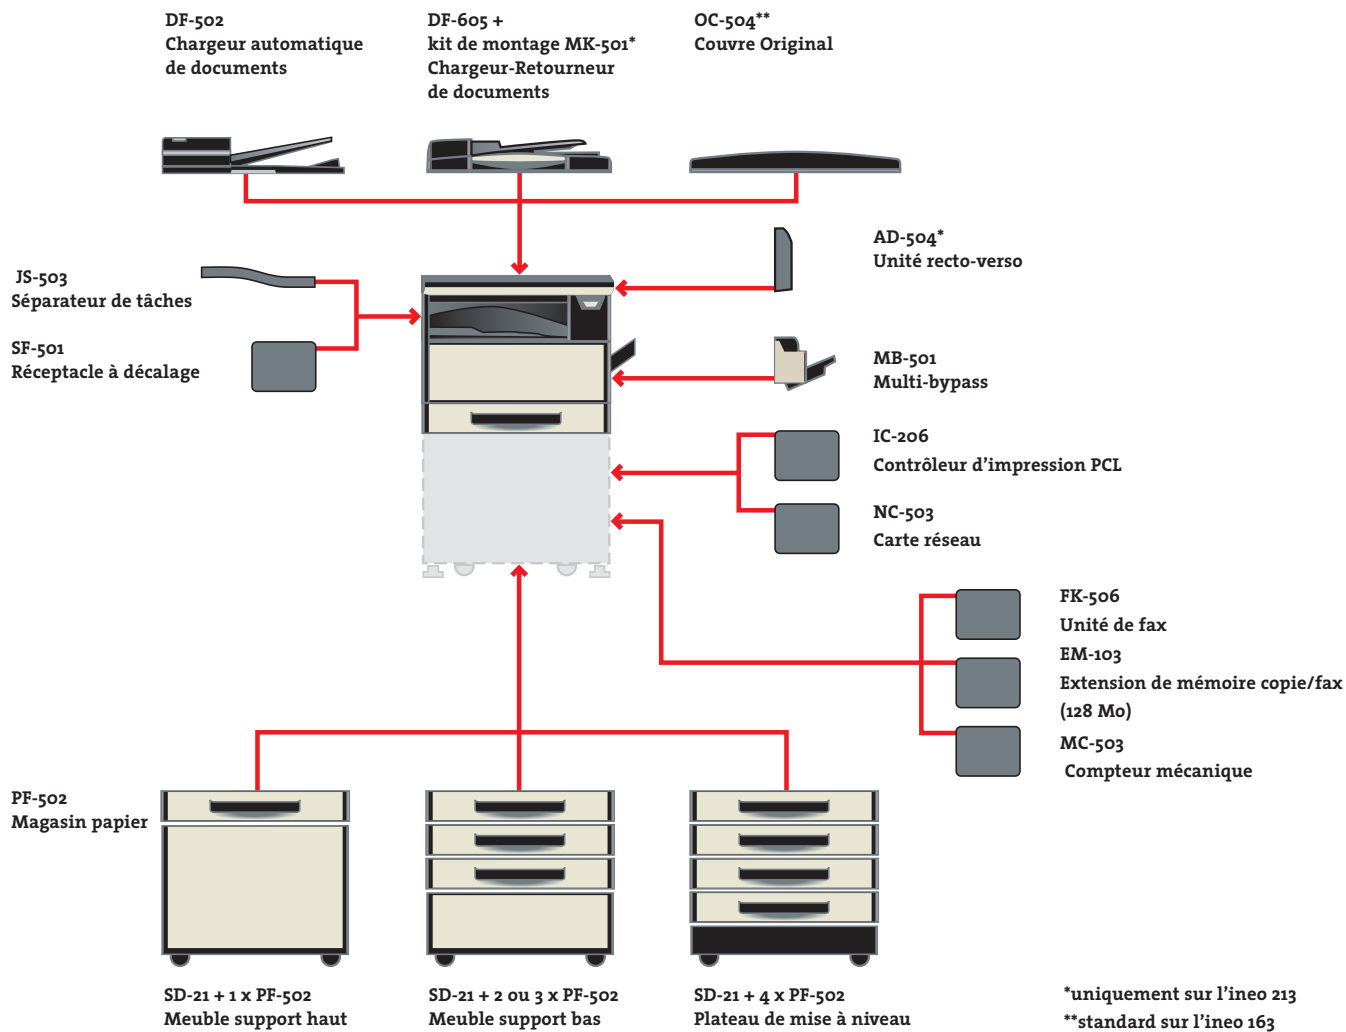 DF-502
Chargeur automatique
de documents
DF-605 +
kit de montage MK-501*
Chargeur-Retourneur
de documents
OC-504**
Couvre Original
AD-504*
Unité recto-verso
JS-503
Séparateur de tâches
SF-501
Réceptacle à décalage
MB-501
Multi-bypass
IC-206
Contrôleur d'impression PCL
NC-503
Carte réseau
FK-506
Unité de fax
EM-103
Extension de mémoire copie/fax
(128 Mo)
MC-503
Compteur mécanique
PF-502
Magasin papier
SD-21 + 1 x PF-502
Meuble support haut
SD-21 + 2 ou 3 x PF-502
Meuble support bas
SD-21 + 4 x PF-502
Plateau de mise à niveau
*uniquement sur l'ineo 213
**standard sur l'ineo 163